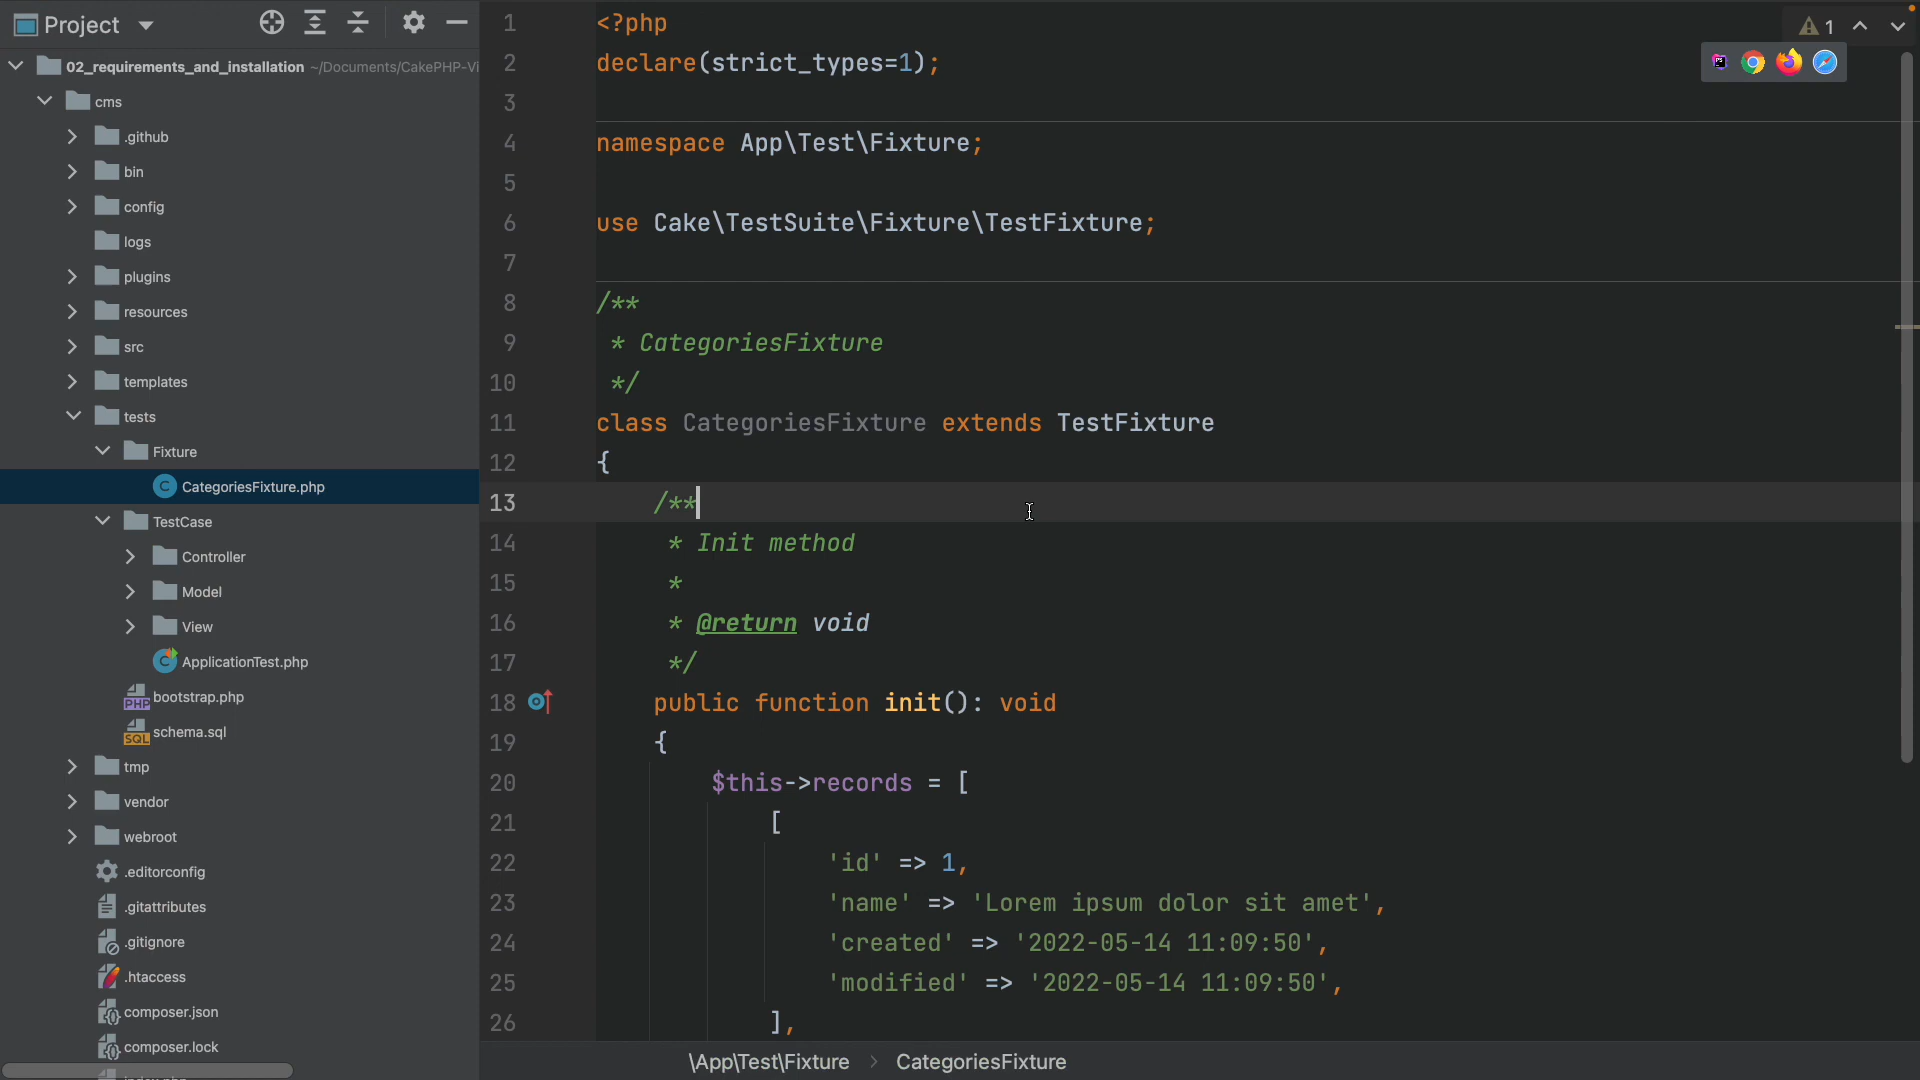 Project
02_requirements_and_installation ~/Documents/CakePHP-Vi
cms
.github
bin
config
logs
plugins
resources
src
templates
tests
Fixture
CategoriesFixture.php
TestCase
Controller
Model
View
ApplicationTest.php
bootstrap.php
schema.sql
tmp
vendor
webroot
.editorconfig
.gitattributes
.gitignore
.htaccess
composer.json
composer.lock
1 <?php
2 declare(strict_types=1);
3
4 namespace App\Test\Fixture;
5
6 use Cake\TestSuite\Fixture\TestFixture;
7
8 /**
9 * CategoriesFixture
10 */
11 class CategoriesFixture extends TestFixture
12 {
13 /**
14 * Init method
15 *
16 * @return void
17 */
18 public function init(): void
19 {
20 $this->records = [
21 [
22 'id' => 1,
23 'name' => 'Lorem ipsum dolor sit amet',
24 'created' => '2022-05-14 11:09:50',
25 'modified' => '2022-05-14 11:09:50',
26 ],
1
\App\Test\Fixture > CategoriesFixture